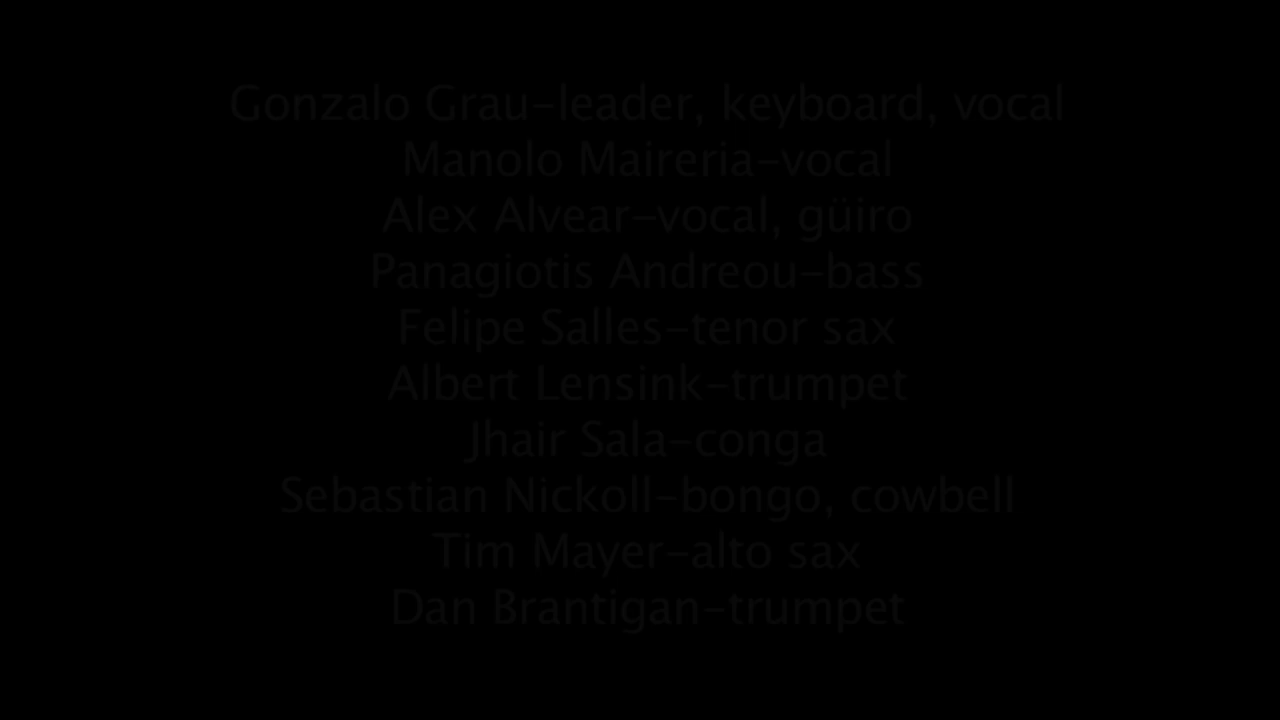 Gonzalo Grau-leader, keyboard, vocal
Manolo Maireria-vocal
Alex Alvear-vocal, güiro
Panagiotis Andreou-bass
Felipe Salles-tenor sax
Albert Lensink-trumpet
Jhair Sala-conga
Sebastian Nickoll-bongo, cowbell
Tim Mayer-alto sax
Dan Brantigan-trumpet